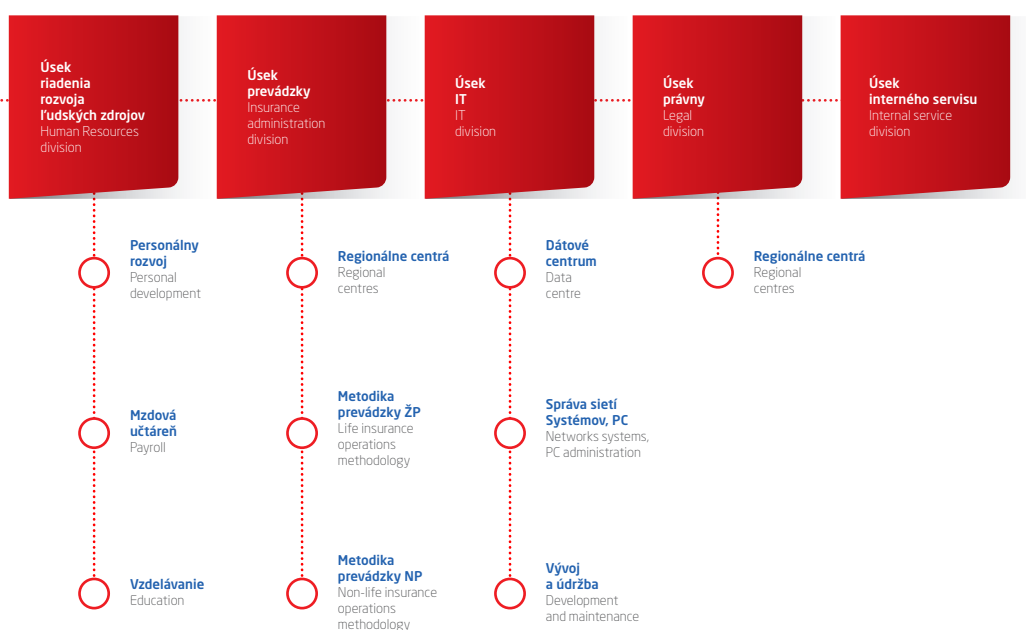 Úsek
riadenia
rozvoja
ľudských zdrojov
Human Resources
division
Úsek
prevádzky
Insurance
administration
division
Úsek
IT
IT
division
Úsek
právny
Legal
division
Úsek
interného servisu
Internal service
division
Personálny
rozvoj
Personal
development
Regionálne centrá
Regional
centres
Dátové
centrum
Data
centre
Regionálne centrá
Regional
centres
Mzdová
učtáreň
Payroll
Metodika
prevádzky ŽP
Life insurance
operations
methodology
Správa sietí
Systémov, PC
Networks systems,
PC administration
Vzdelávanie
Education
Metodika
prevádzky NP
Non-life insurance
operations
methodology
Vývoj
a údržba
Development
and maintenance